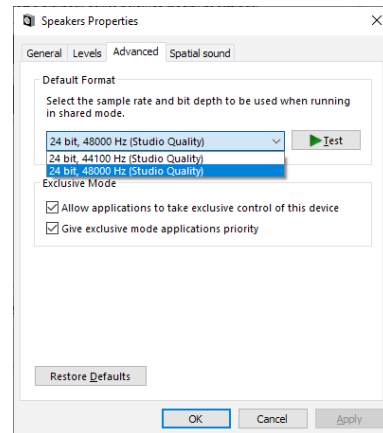 Speakers Properties
General Levels Advanced Spatial sound
Default Format
Select the sample rate and bit depth to be used when running
in shared mode.
24 bit, 48000 Hz (Studio Quality)
Test
24 bit, 44100 Hz (Studio Quality)
24 bit, 48000 Hz (Studio Quality)
Exclusive Mode
Allow applications to take exclusive control of this device
Give exclusive mode applications priority
Restore Defaults
OK Cancel Apply